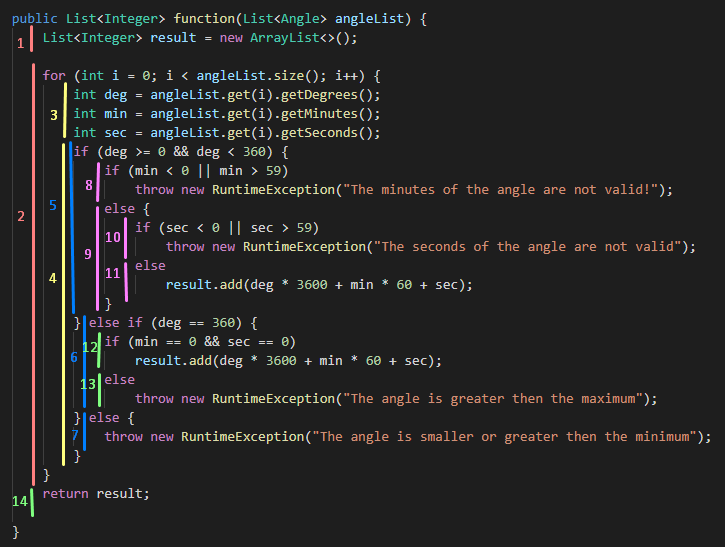 public List<Integer> function(List<Angle> angleList) {
1 List<Integer> result = new ArrayList<>();
for (int i = 0; i < angleList.size(); i++) {
int deg = angleList.get(i).getDegrees();
3 int min = angleList.get(i).getMinutes();
int sec = angleList.get(i).getSeconds();
if (deg >= 0 && deg < 360) {
if (min < 0 || min > 59)
8 throw new RuntimeException("The minutes of the angle are not valid!");
2 5 else {
10 if (sec < 0 || sec > 59)
9 throw new RuntimeException("The seconds of the angle are not valid");
4 11 else
result.add(deg * 3600 + min * 60 + sec);
}
} else if (deg == 360) {
12 if (min == 0 && sec == 0)
6 result.add(deg * 3600 + min * 60 + sec);
13 else
throw new RuntimeException("The angle is greater then the maximum");
} else {
7 throw new RuntimeException("The angle is smaller or greater then the minimum");
}
}
14 return result;
}